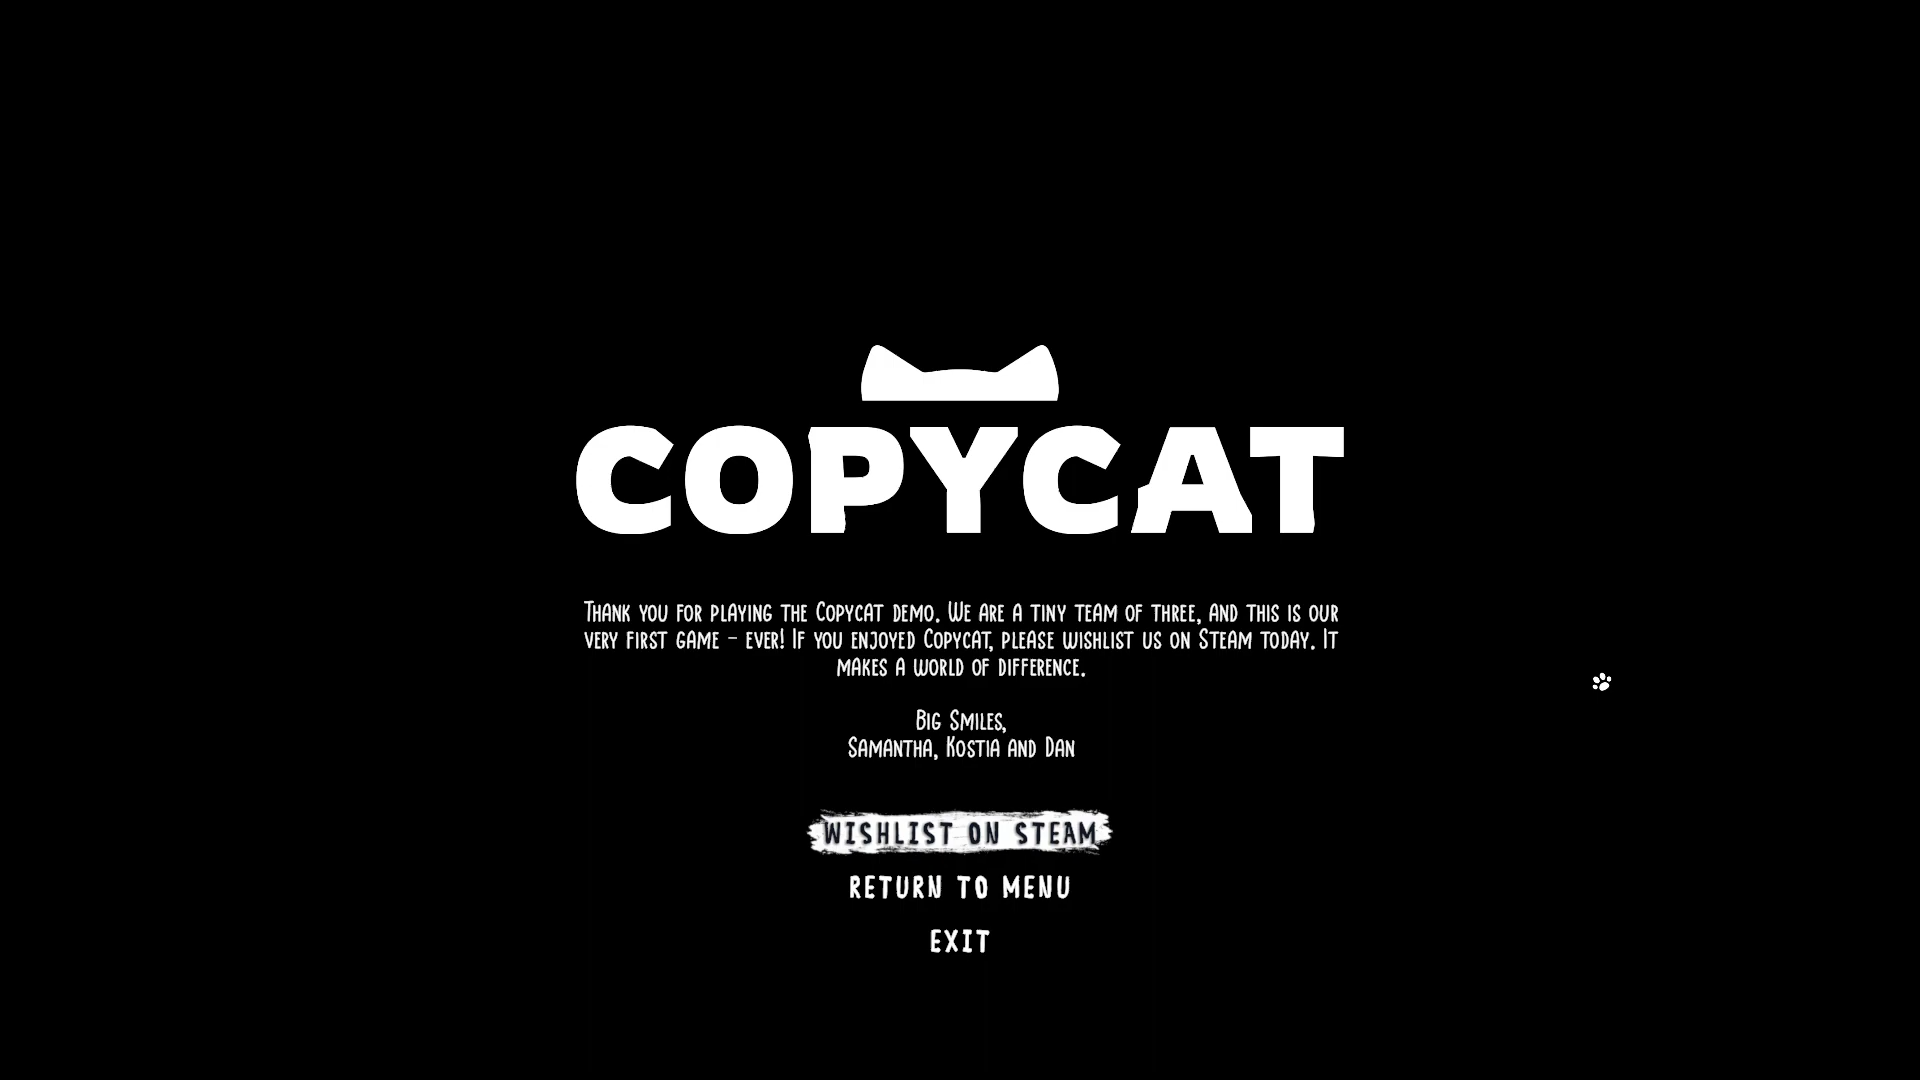 COPYCAT
Thank you for playing the Copycat demo. We are a tiny team of three, and this is our
very first game – ever! If you enjoyed Copycat, please wishlist us on Steam today. It
makes a world of difference.
Big Smiles,
Samantha, Kostia and Dan
WISHLIST ON STEAM
RETURN TO MENU
EXIT